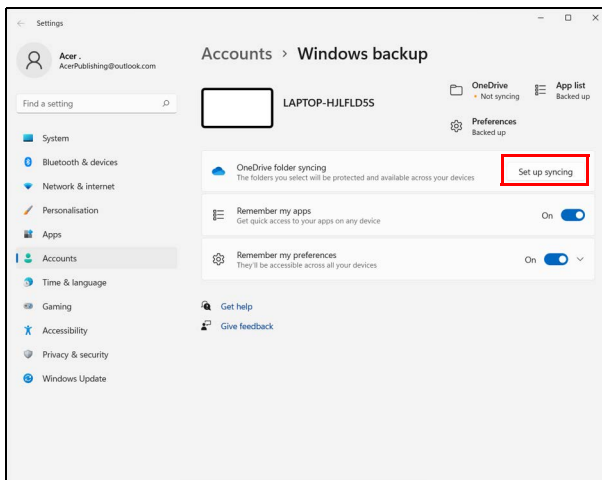 Settings
Acer .
AcerPublishing@outlook.com
Find a setting
System
Bluetooth & devices
Network & internet
Personalisation
Apps
Accounts
Time & language
Gaming
Accessibility
Privacy & security
Windows Update
Accounts > Windows backup
LAPTOP-HJLFLD5S
OneDrive
• Not syncing
App list
Backed up
Preferences
Backed up
OneDrive folder syncing
The folders you select will be protected and available across your devices
Set up syncing
Remember my apps
Get quick access to your apps on any device
On
Remember my preferences
They'll be accessible across all your devices
On
Get help
Give feedback